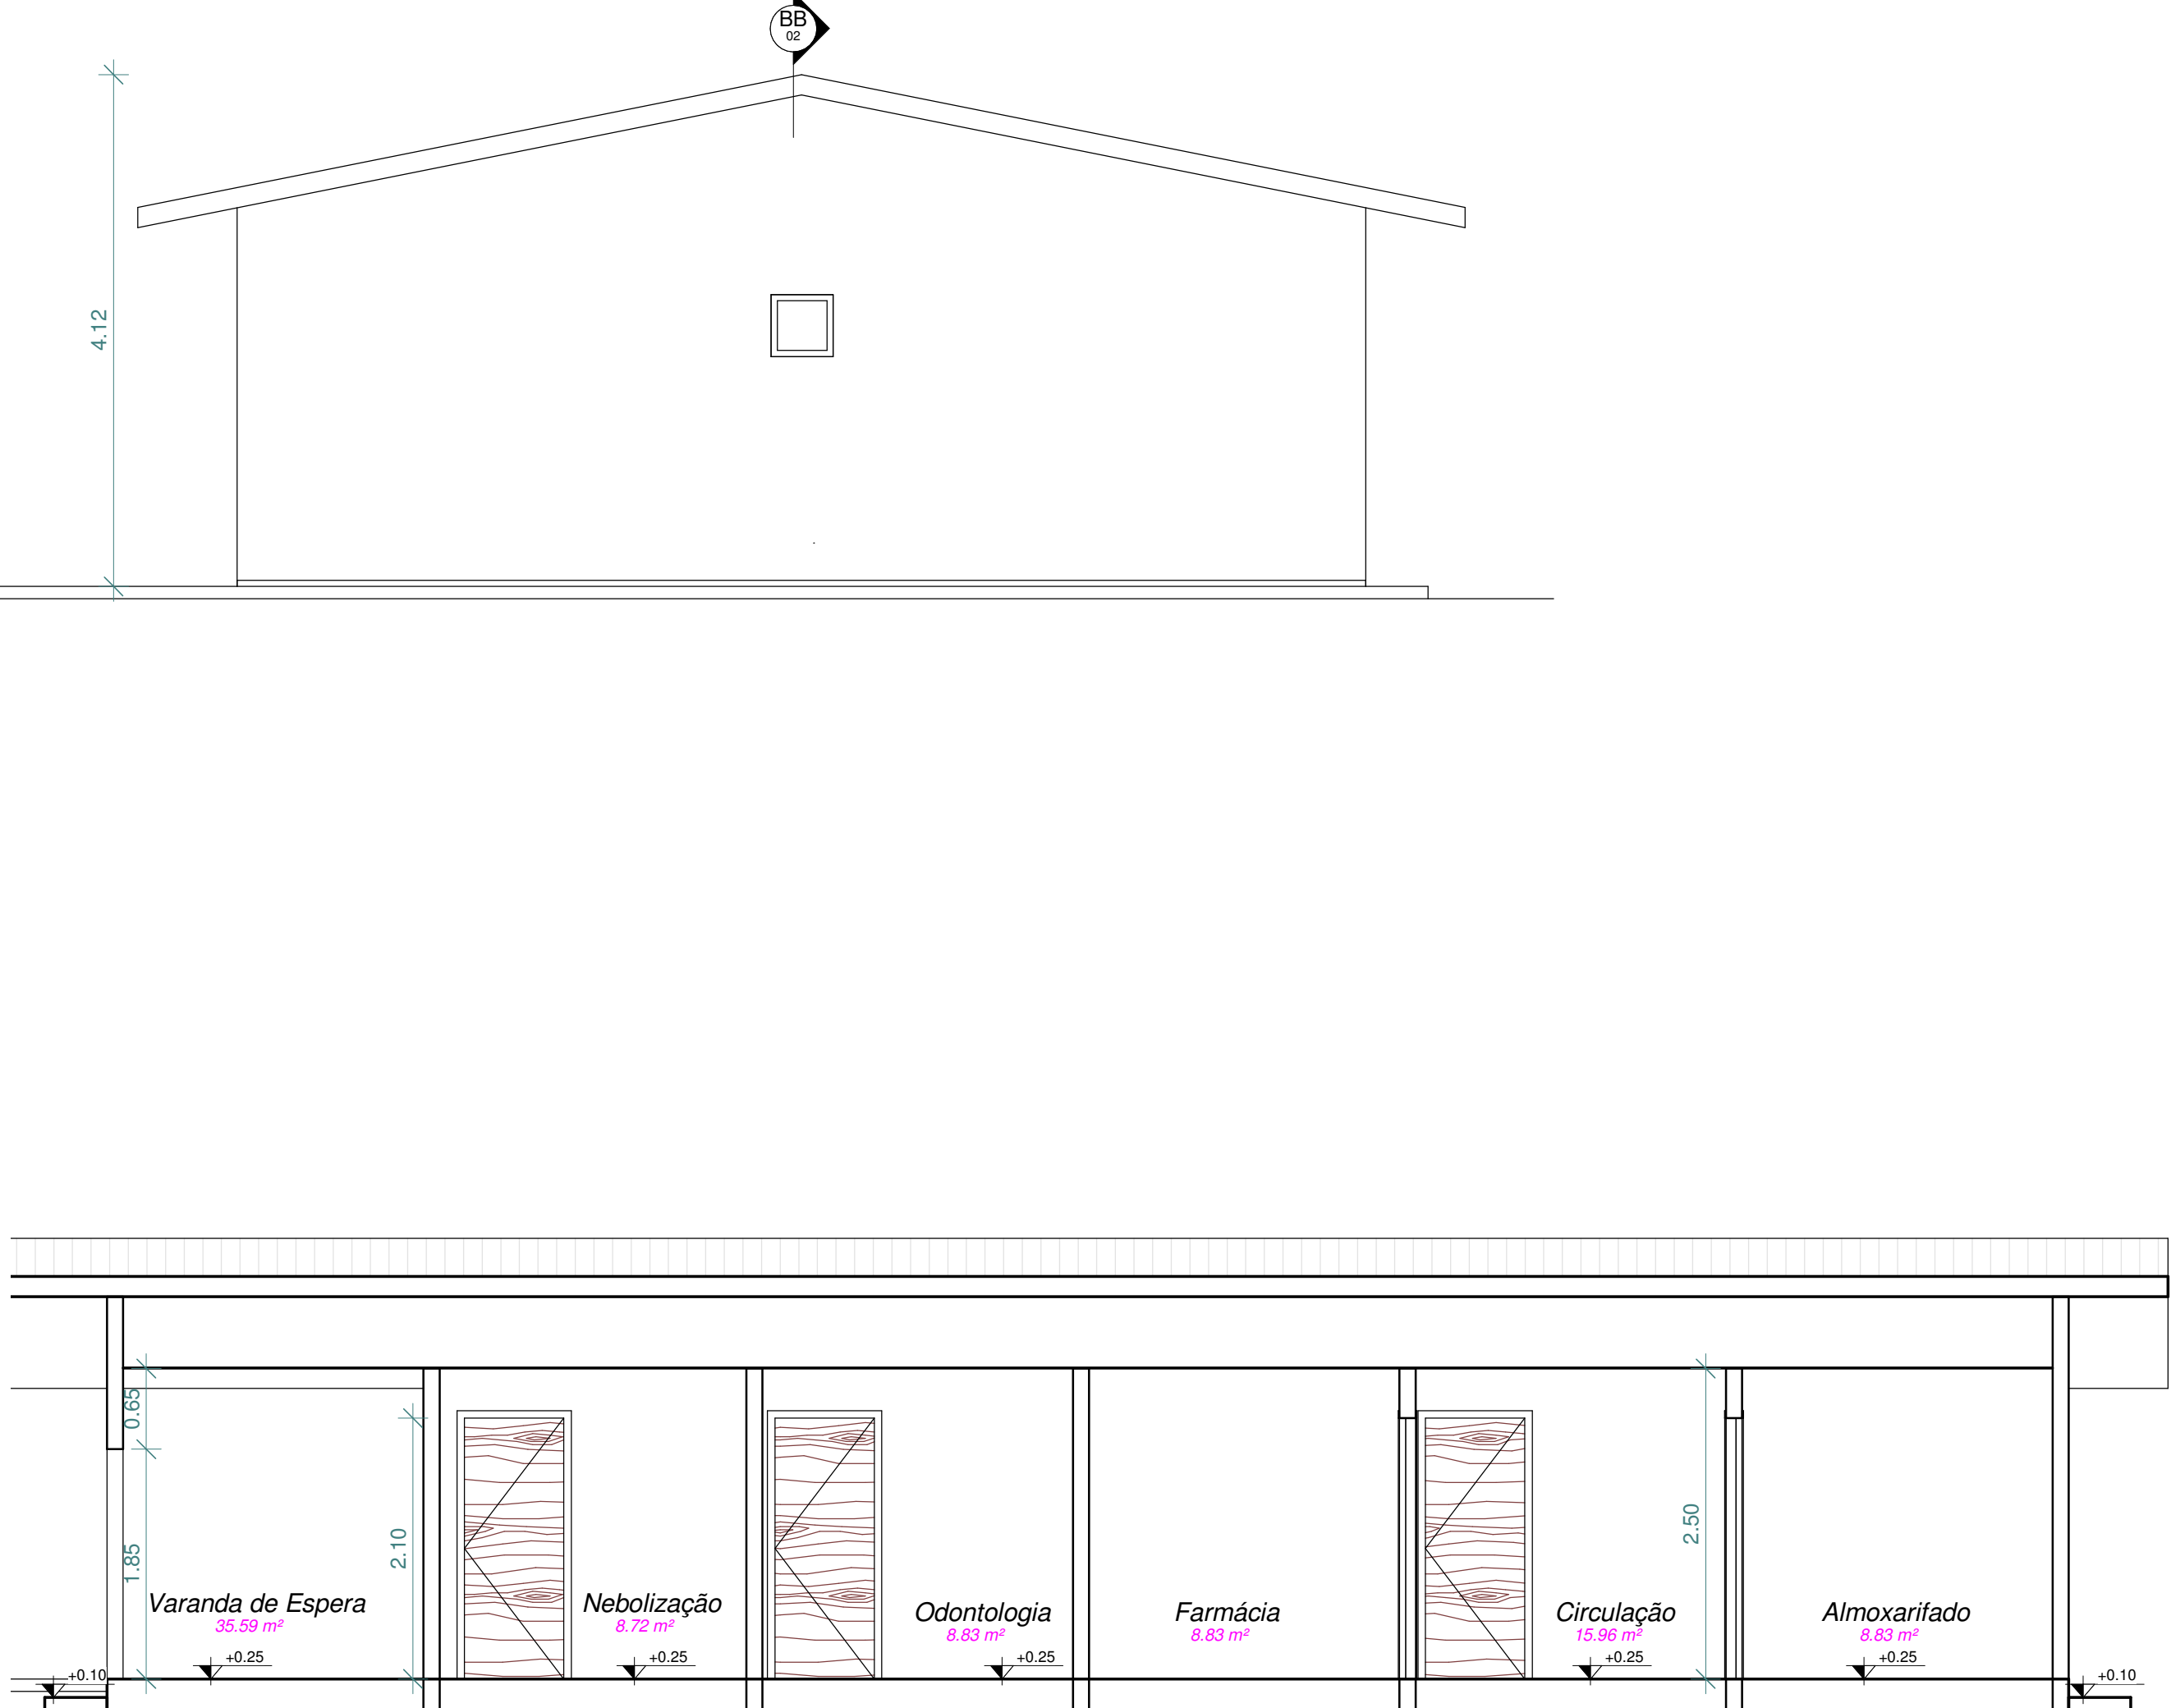 BB
02
4.12
0.65
1.85
2.10
2.50
Varanda de Espera
35.59 m²
+0.25
Nebolização
8.72 m²
+0.25
Odontologia
8.83 m²
+0.25
Farmácia
8.83 m²
Circulação
15.96 m²
+0.25
Almoxarifado
8.83 m²
+0.25
+0.10
+0.10